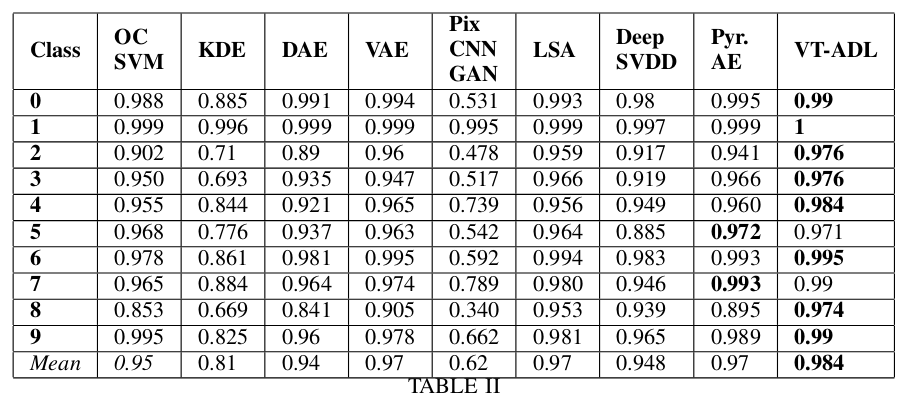 Class OC SVM KDE DAE VAE Pix CNN GAN LSA Deep SVDD Pyr. AE VT-ADL
0 0.988 0.885 0.991 0.994 0.531 0.993 0.98 0.995 0.99
1 0.999 0.996 0.999 0.999 0.995 0.999 0.997 0.999 1
2 0.902 0.71 0.89 0.96 0.478 0.959 0.917 0.941 0.976
3 0.950 0.693 0.935 0.947 0.517 0.966 0.919 0.966 0.976
4 0.955 0.844 0.921 0.965 0.739 0.956 0.949 0.960 0.984
5 0.968 0.776 0.937 0.963 0.542 0.964 0.885 0.972 0.971
6 0.978 0.861 0.981 0.995 0.592 0.994 0.983 0.993 0.995
7 0.965 0.884 0.964 0.974 0.789 0.980 0.946 0.993 0.99
8 0.853 0.669 0.841 0.905 0.340 0.953 0.939 0.895 0.974
9 0.995 0.825 0.96 0.978 0.662 0.981 0.965 0.989 0.99
Mean 0.95 0.81 0.94 0.97 0.62 0.97 0.948 0.97 0.984
TABLE II